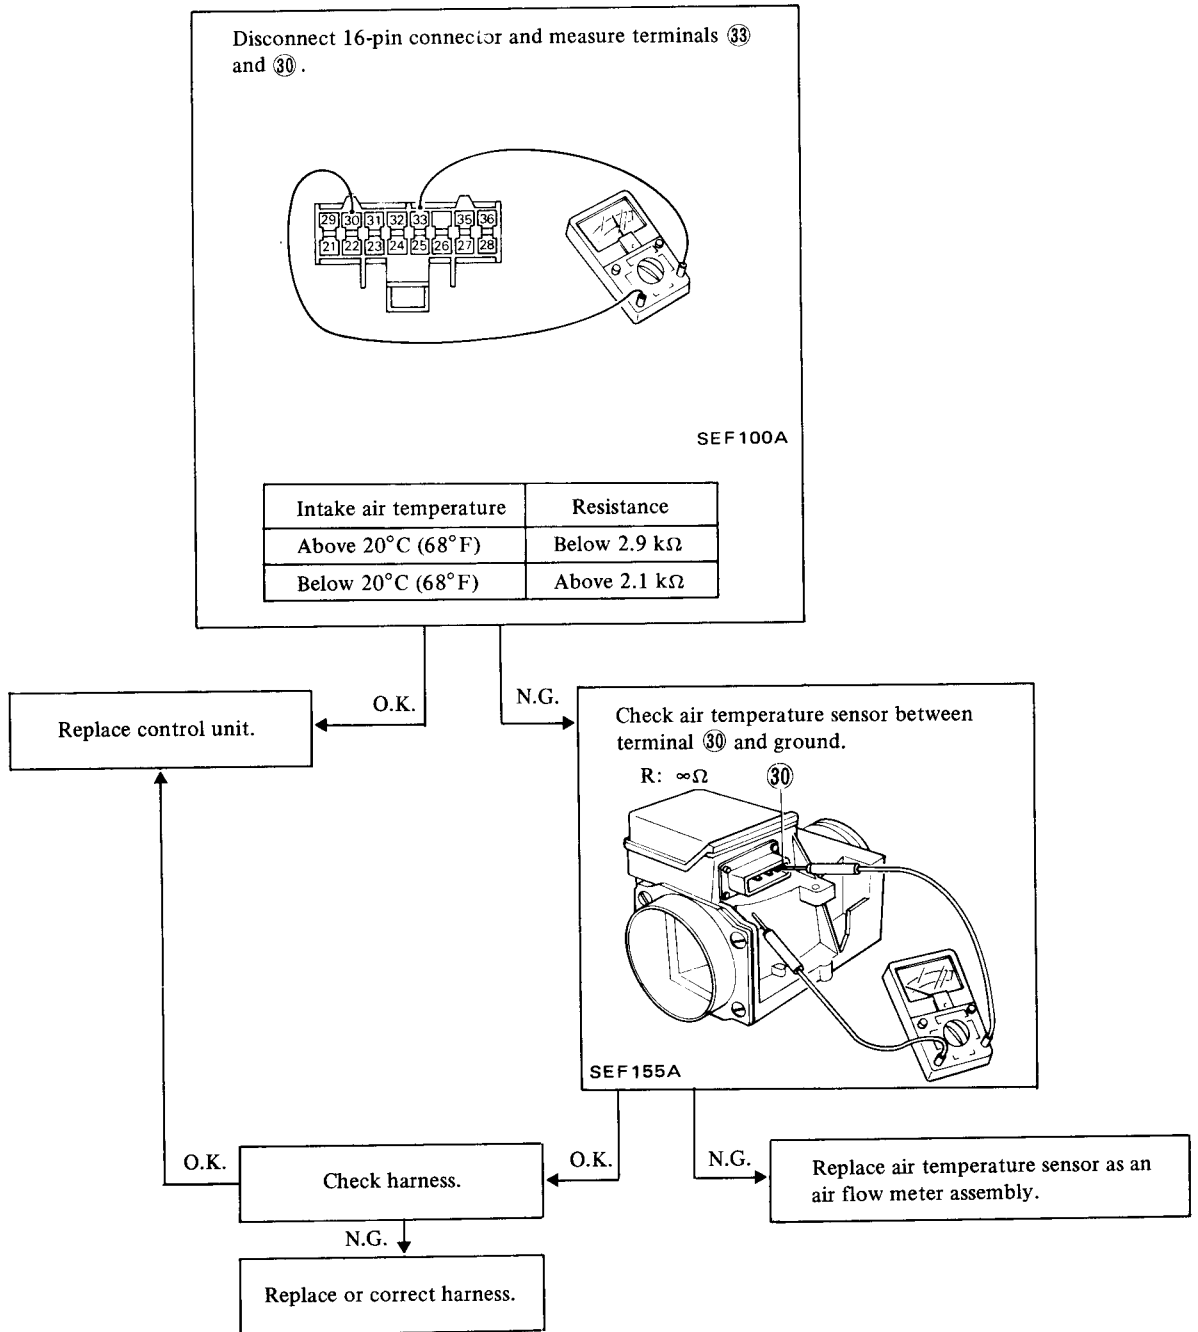 Disconnect 16-pin connector and measure terminals ㉝
and ㉚.
29 30 31 32 33 35 36
21 22 23 24 25 26 27 28
SEF100A
Intake air temperature Resistance
Above 20°C (68°F) Below 2.9 kΩ
Below 20°C (68°F) Above 2.1 kΩ
O.K.
N.G.
Replace control unit.
Check air temperature sensor between
terminal ㉚ and ground.
R: ∞Ω ㉚
SEF155A
O.K.
Check harness.
O.K.
N.G.
Replace air temperature sensor as an
air flow meter assembly.
N.G.
Replace or correct harness.